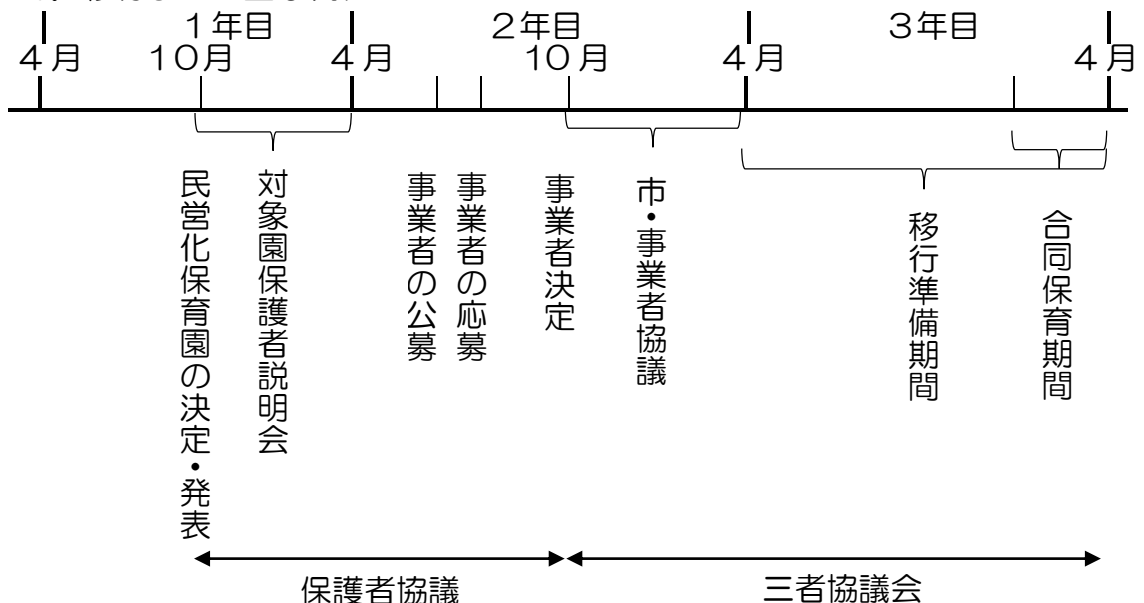 1年目
2年目
3年目
4月
10月
4月
10月
4月
4月
民営化保育園の決定・発表
対象園保護者説明会
事業者の公募
事業者の応募
事業者決定
市・事業者協議
移行準備期間
合同保育期間
保護者協議
三者協議会